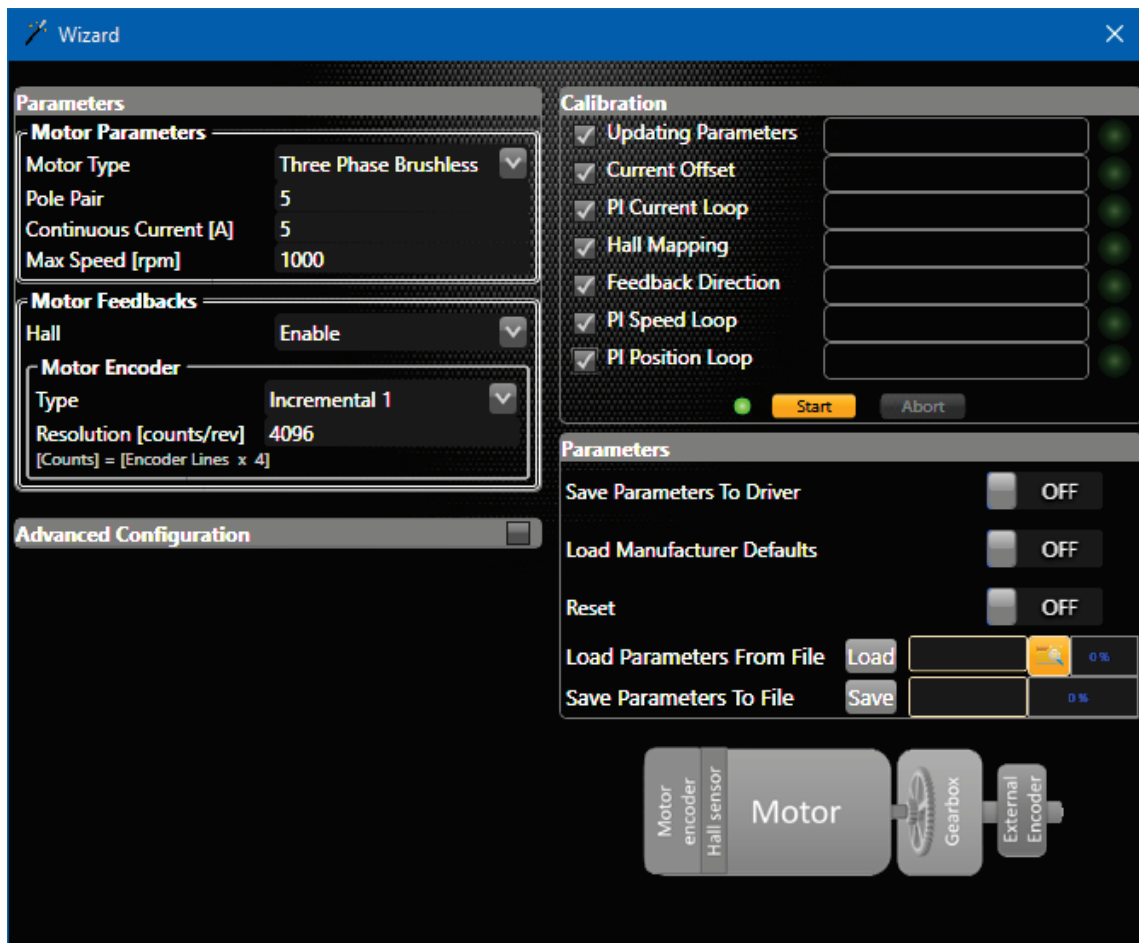 Wizard
Parameters
Motor Parameters
Motor Type Three Phase Brushless
Pole Pair 5
Continuous Current [A] 5
Max Speed [rpm] 1000
Motor Feedbacks
Hall Enable
Motor Encoder
Type Incremental 1
Resolution [counts/rev] 4096
[Counts] = [Encoder Lines x 4]
Advanced Configuration
Calibration
Updating Parameters
Current Offset
PI Current Loop
Hall Mapping
Feedback Direction
PI Speed Loop
PI Position Loop
Start Abort
Parameters
Save Parameters To Driver OFF
Load Manufacturer Defaults OFF
Reset OFF
Load Parameters From File Load 0 %
Save Parameters To File Save 0 %
Motor
encoder
Hall sensor
Motor
Gearbox
External
Encoder